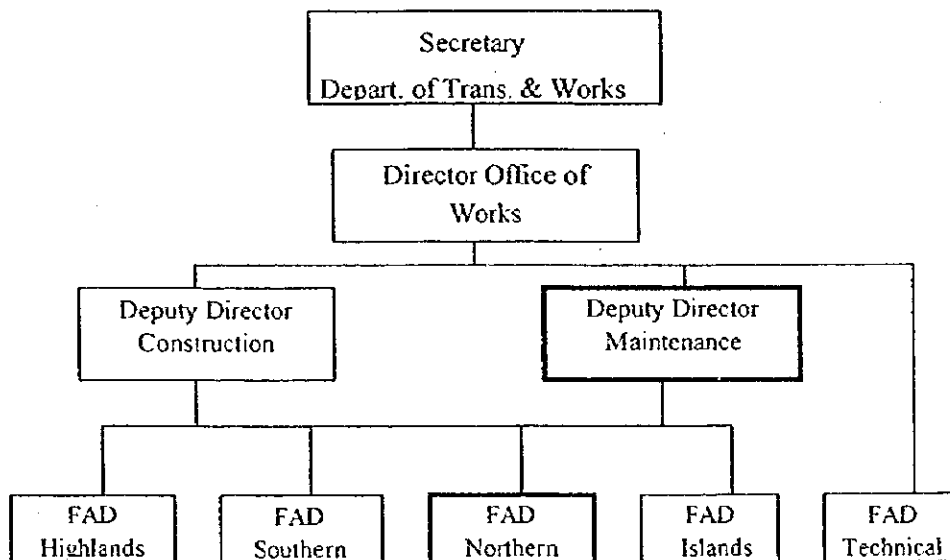 Secretary
Depart. of Trans. & Works
Director Office of
Works
Deputy Director
Construction
Deputy Director
Maintenance
FAD
Highlands
FAD
Southern
FAD
Northern
FAD
Islands
FAD
Technical